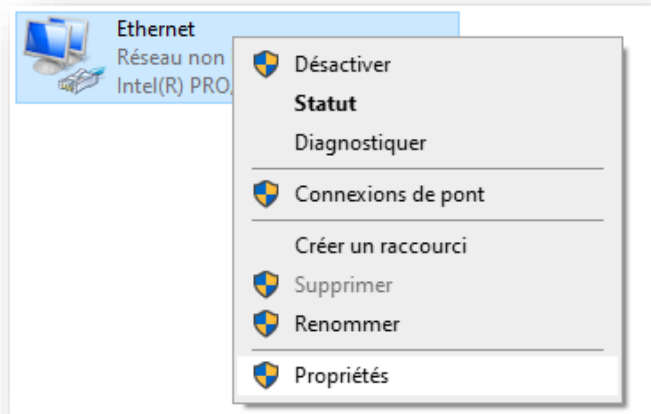 Ethernet
Réseau non
Intel(R) PRO
Désactiver
Statut
Diagnostiquer
Connexions de pont
Créer un raccourci
Supprimer
Renommer
Propriétés